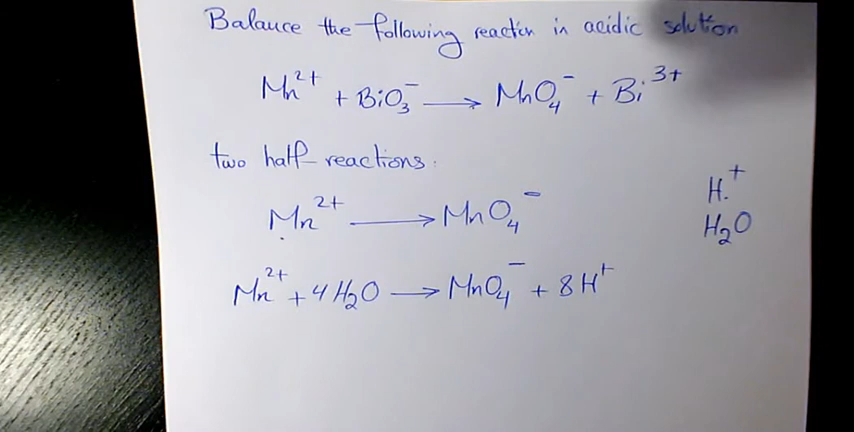 Balance the following reaction in acidic solution
Mn²⁺ + BiO₃⁻ ⟶ MnO₄⁻ + Bi³⁺
two half reactions:
Mn²⁺ ⟶ MnO₄⁻
H⁺
H₂O
Mn²⁺ + 4H₂O ⟶ MnO₄⁻ + 8H⁺